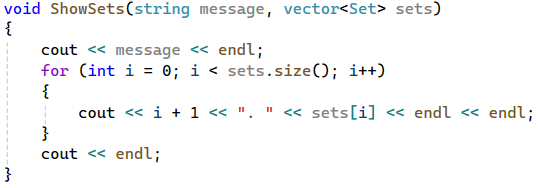 void ShowSets(string message, vector<Set> sets)
{
    cout << message << endl;
    for (int i = 0; i < sets.size(); i++)
    {
        cout << i + 1 << ". " << sets[i] << endl << endl;
    }
    cout << endl;
}